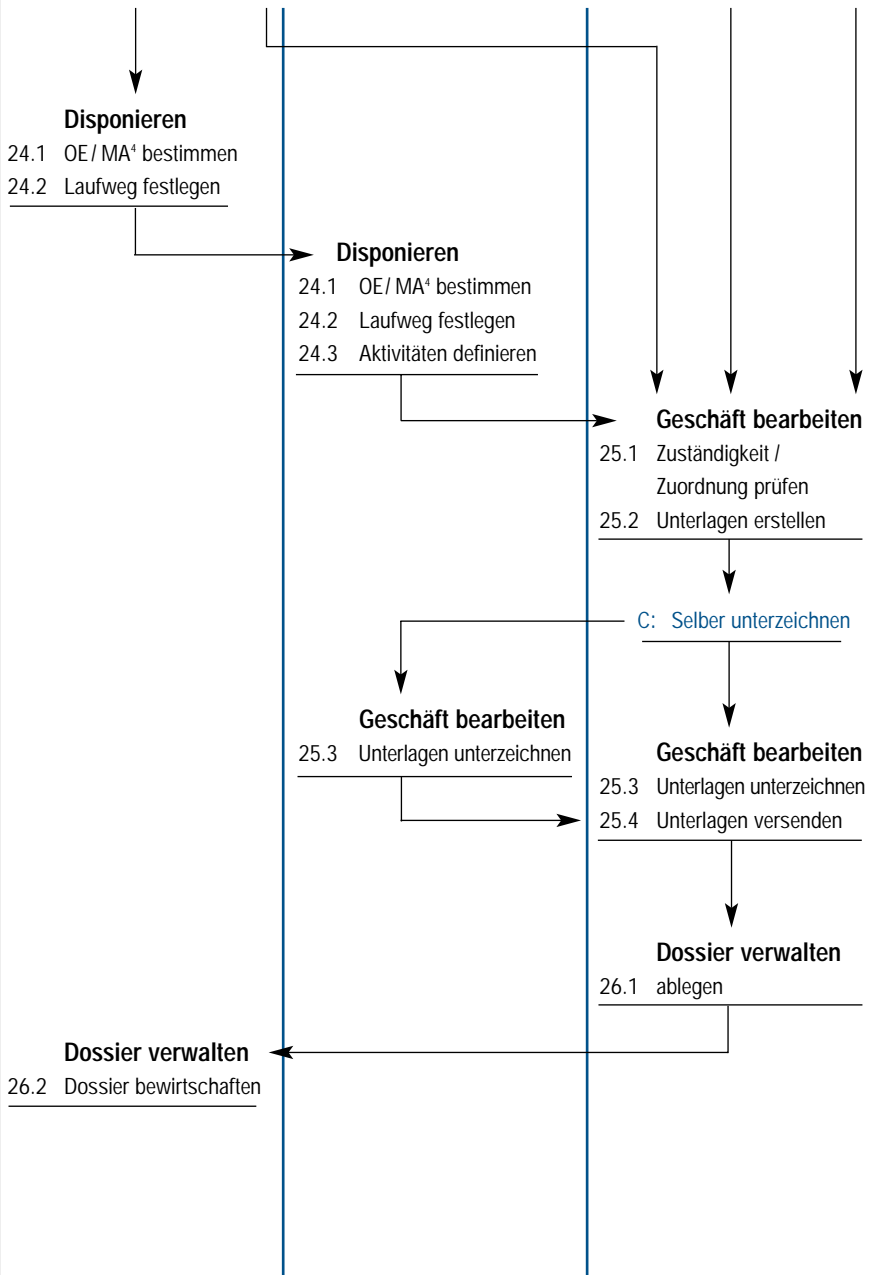 Disponieren
24.1 OE / MA⁴ bestimmen
24.2 Laufweg festlegen
Disponieren
24.1 OE / MA⁴ bestimmen
24.2 Laufweg festlegen
24.3 Aktivitäten definieren
Geschäft bearbeiten
25.1 Zuständigkeit /
Zuordnung prüfen
25.2 Unterlagen erstellen
C: Selber unterzeichnen
Geschäft bearbeiten
25.3 Unterlagen unterzeichnen
Geschäft bearbeiten
25.3 Unterlagen unterzeichnen
25.4 Unterlagen versenden
Dossier verwalten
26.1 ablegen
Dossier verwalten
26.2 Dossier bewirtschaften